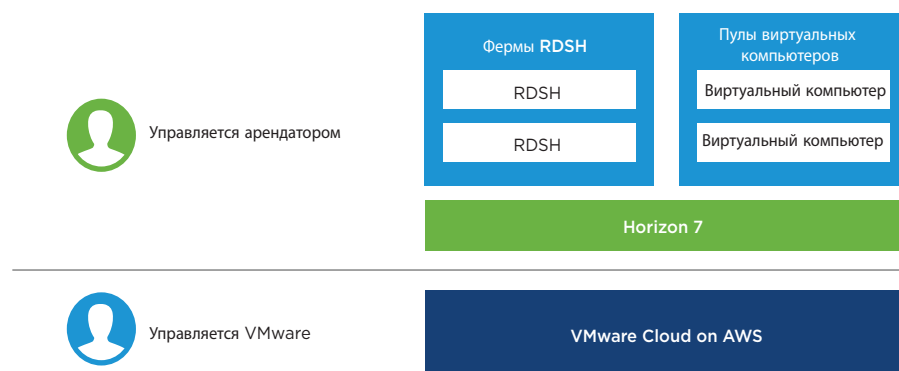 Фермы RDSH
RDSH
RDSH
Пулы виртуальных
компьютеров
Виртуальный компьютер
Виртуальный компьютер
Управляется арендатором
Horizon 7
Управляется VMware
VMware Cloud on AWS